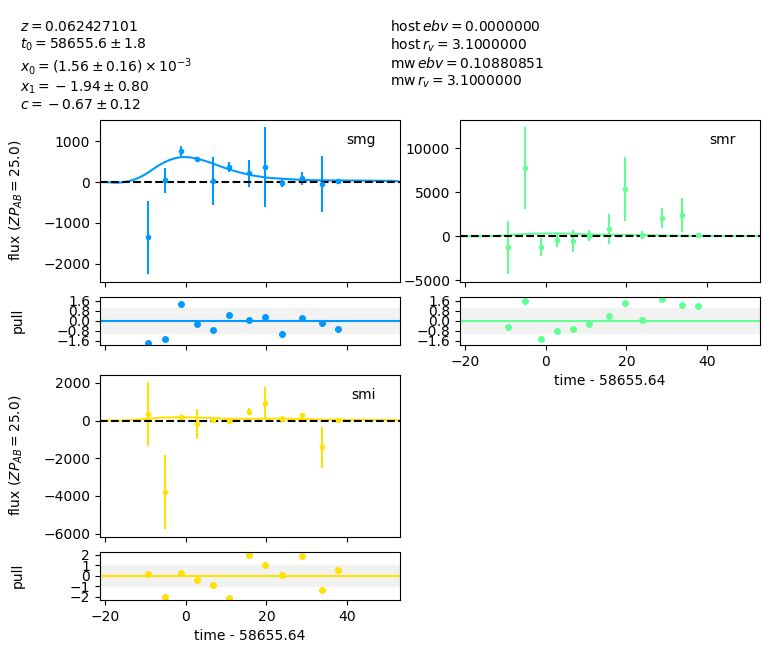 z = 0.062427101
t₀ = 58655.6 ± 1.8
x₀ = (1.56 ± 0.16) × 10⁻³
x₁ = −1.94 ± 0.80
c = −0.67 ± 0.12
host ebv = 0.0000000
host r_v = 3.1000000
mw ebv = 0.10880851
mw r_v = 3.1000000
flux (ZP_AB = 25.0)
1000
0
−1000
−2000
smg
10000
5000
0
−5000
smr
pull
1.6
0.8
0.0
−0.8
−1.6
1.6
0.8
0.0
−0.8
−1.6
−20
0
20
40
time - 58655.64
flux (ZP_AB = 25.0)
2000
0
−2000
−4000
−6000
smi
pull
2
1
0
−1
−2
−20
0
20
40
time - 58655.64